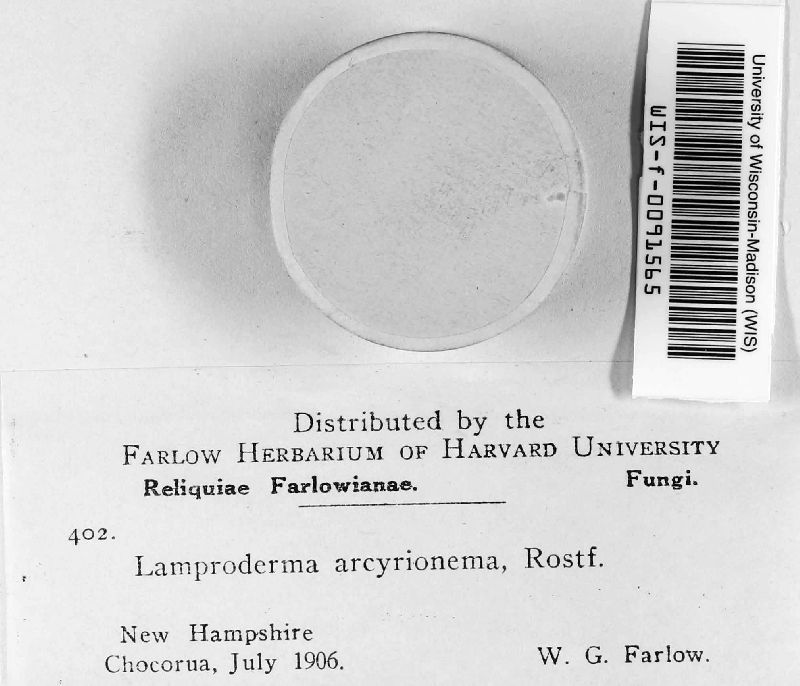 University of Wisconsin-Madison (WIS)
WIS-f-0091565
Distributed by the
FARLOW HERBARIUM OF HARVARD UNIVERSITY
Reliquiae Farlowianae. Fungi.
402.
Lamproderma arcyrionema, Rostf.
New Hampshire
Chocorua, July 1906. W. G. Farlow.